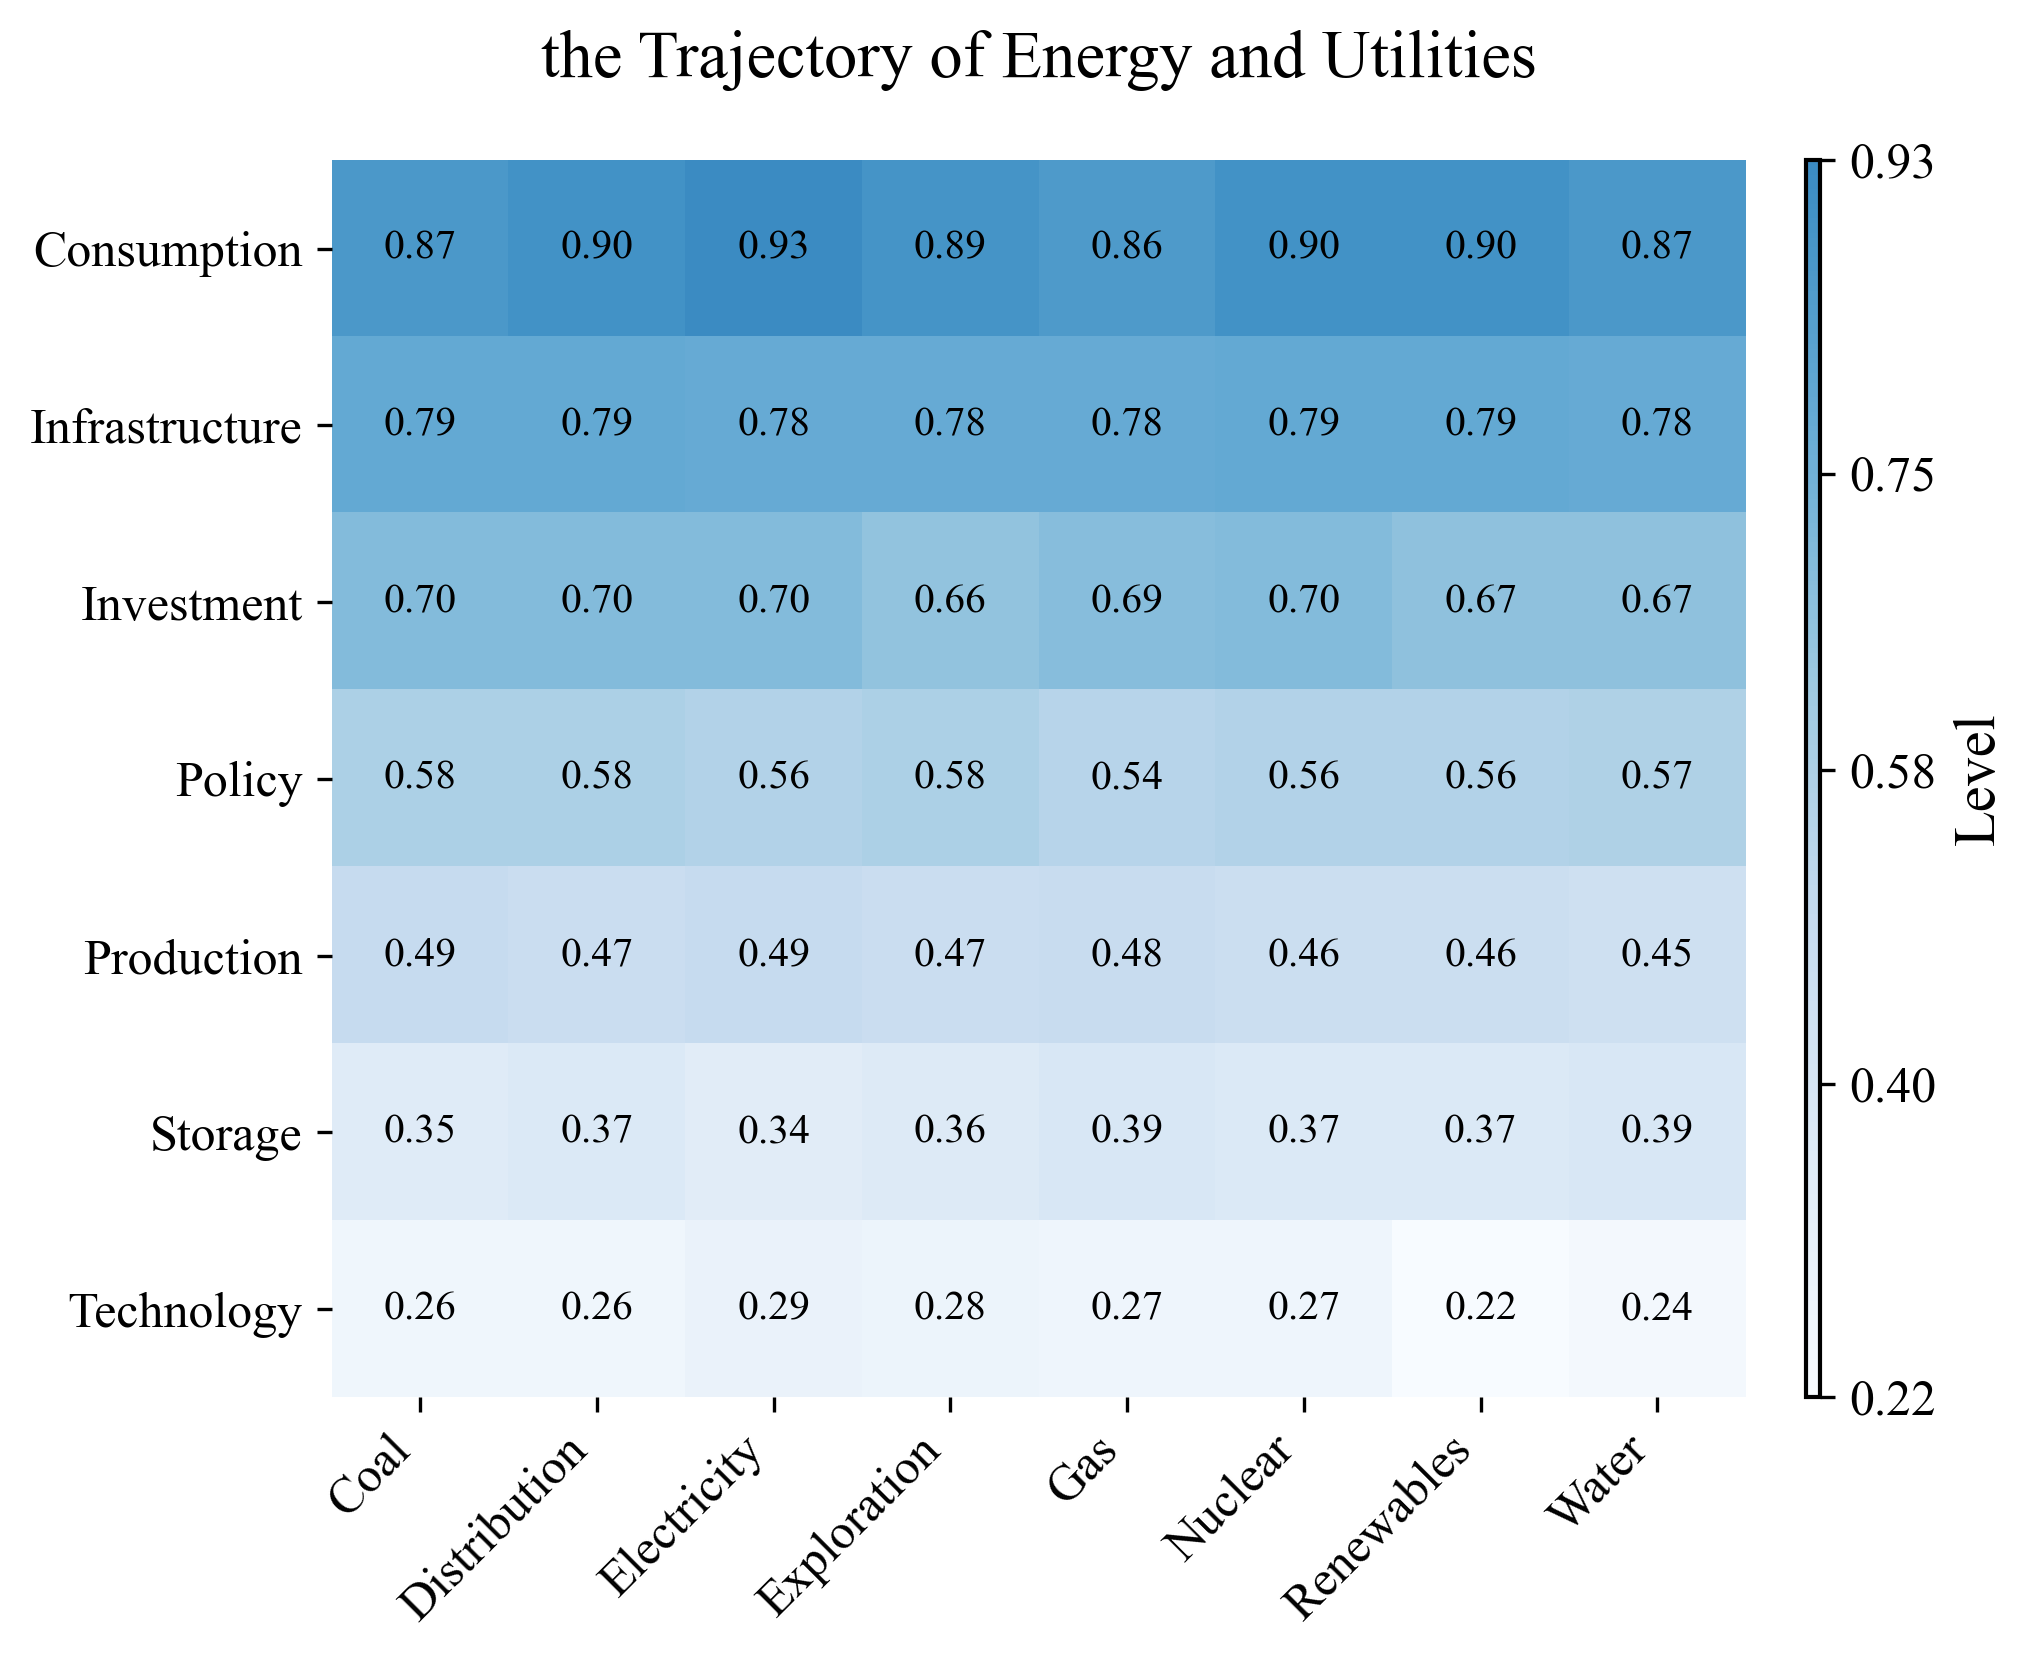 the Trajectory of Energy and Utilities
Consumption 0.87 0.90 0.93 0.89 0.86 0.90 0.90 0.87
Infrastructure 0.79 0.79 0.78 0.78 0.78 0.79 0.79 0.78
Investment 0.70 0.70 0.70 0.66 0.69 0.70 0.67 0.67
Policy 0.58 0.58 0.56 0.58 0.54 0.56 0.56 0.57
Production 0.49 0.47 0.49 0.47 0.48 0.46 0.46 0.45
Storage 0.35 0.37 0.34 0.36 0.39 0.37 0.37 0.39
Technology 0.26 0.26 0.29 0.28 0.27 0.27 0.22 0.24
Coal
Distribution
Electricity
Exploration
Gas
Nuclear
Renewables
Water
0.93
0.75
0.58
0.40
0.22
Level